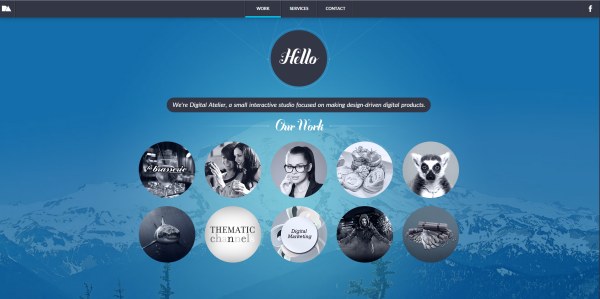 WORK SERVICES CONTACT
Hello
We're Digital Atelier, a small interactive studio focused on making design-driven digital products.
Our Work
brasserie
THEMATIC
channel
Digital
Marketing